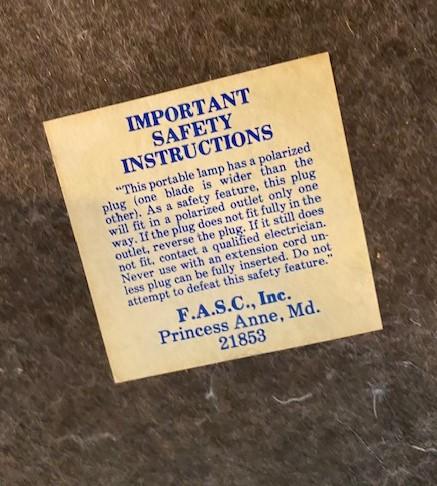 IMPORTANT
SAFETY
INSTRUCTIONS
"This portable lamp has a polarized
plug (one blade is wider than the
other). As a safety feature, this plug
will fit in a polarized outlet only one
way. If the plug does not fit fully in the
outlet, reverse the plug. If it still does
not fit, contact a qualified electrician.
Never use with an extension cord un-
less plug can be fully inserted. Do not
attempt to defeat this safety feature."
F.A.S.C., Inc.
Princess Anne, Md.
21853